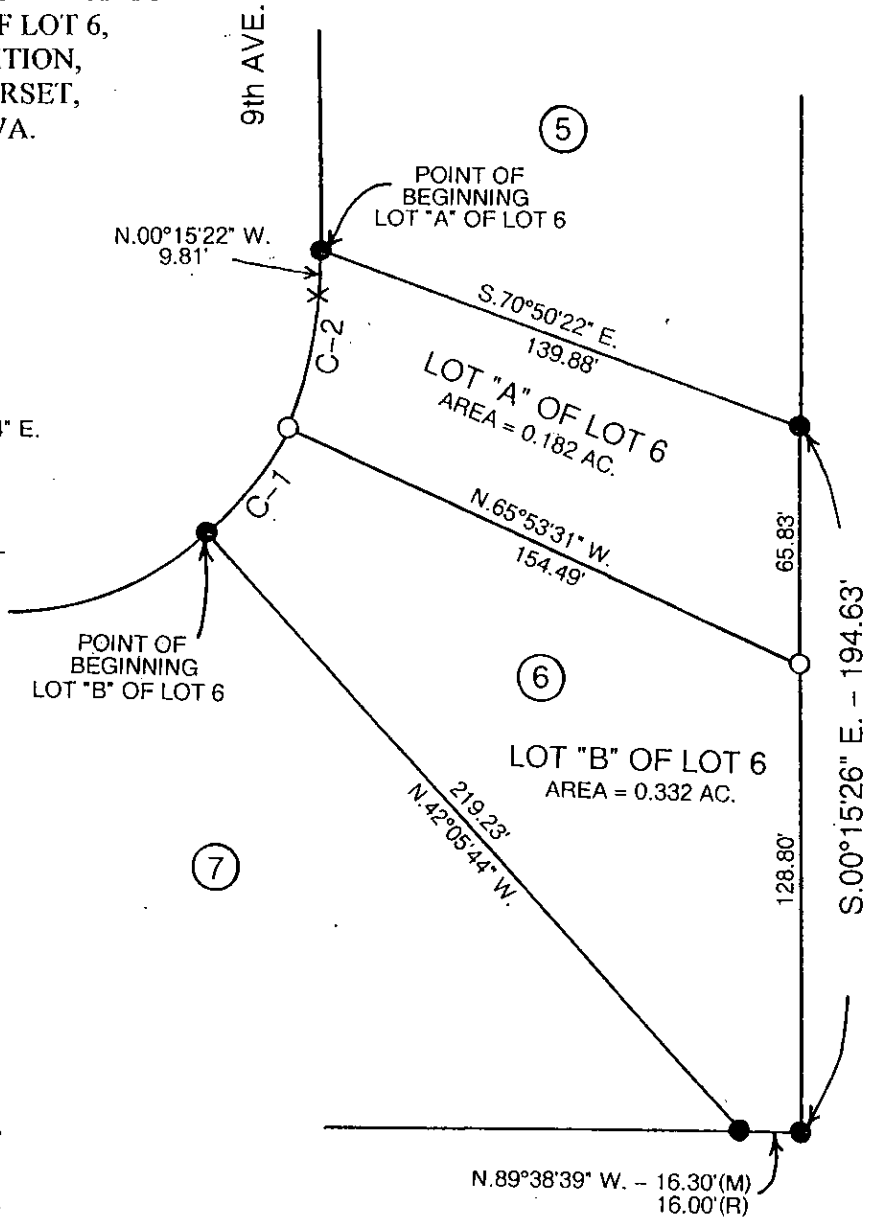 F LOT 6,
ITION,
RSET,
VA.
9th AVE.
5
POINT OF
BEGINNING
LOT "A" OF LOT 6
N.00°15'22" W.
9.81'
S.70°50'22" E.
139.88'
C-2
LOT "A" OF LOT 6
AREA = 0.182 AC.
" E.
C-1
N.65°53'31" W.
154.49'
65.83'
S.00°15'26" E. - 194.63'
POINT OF
BEGINNING
LOT "B" OF LOT 6
6
LOT "B" OF LOT 6
AREA = 0.332 AC.
219.23'
N.42°05'44" W.
7
128.80'
N.89°38'39" W. - 16.30'(M)
16.00'(R)